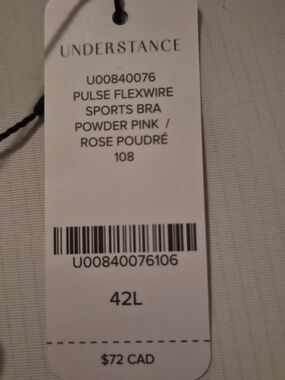 UNDERSTANCE
U00840076
PULSE FLEXWIRE
SPORTS BRA
POWDER PINK /
ROSE POUDRÉ
108
U00840076106
42L
$72 CAD